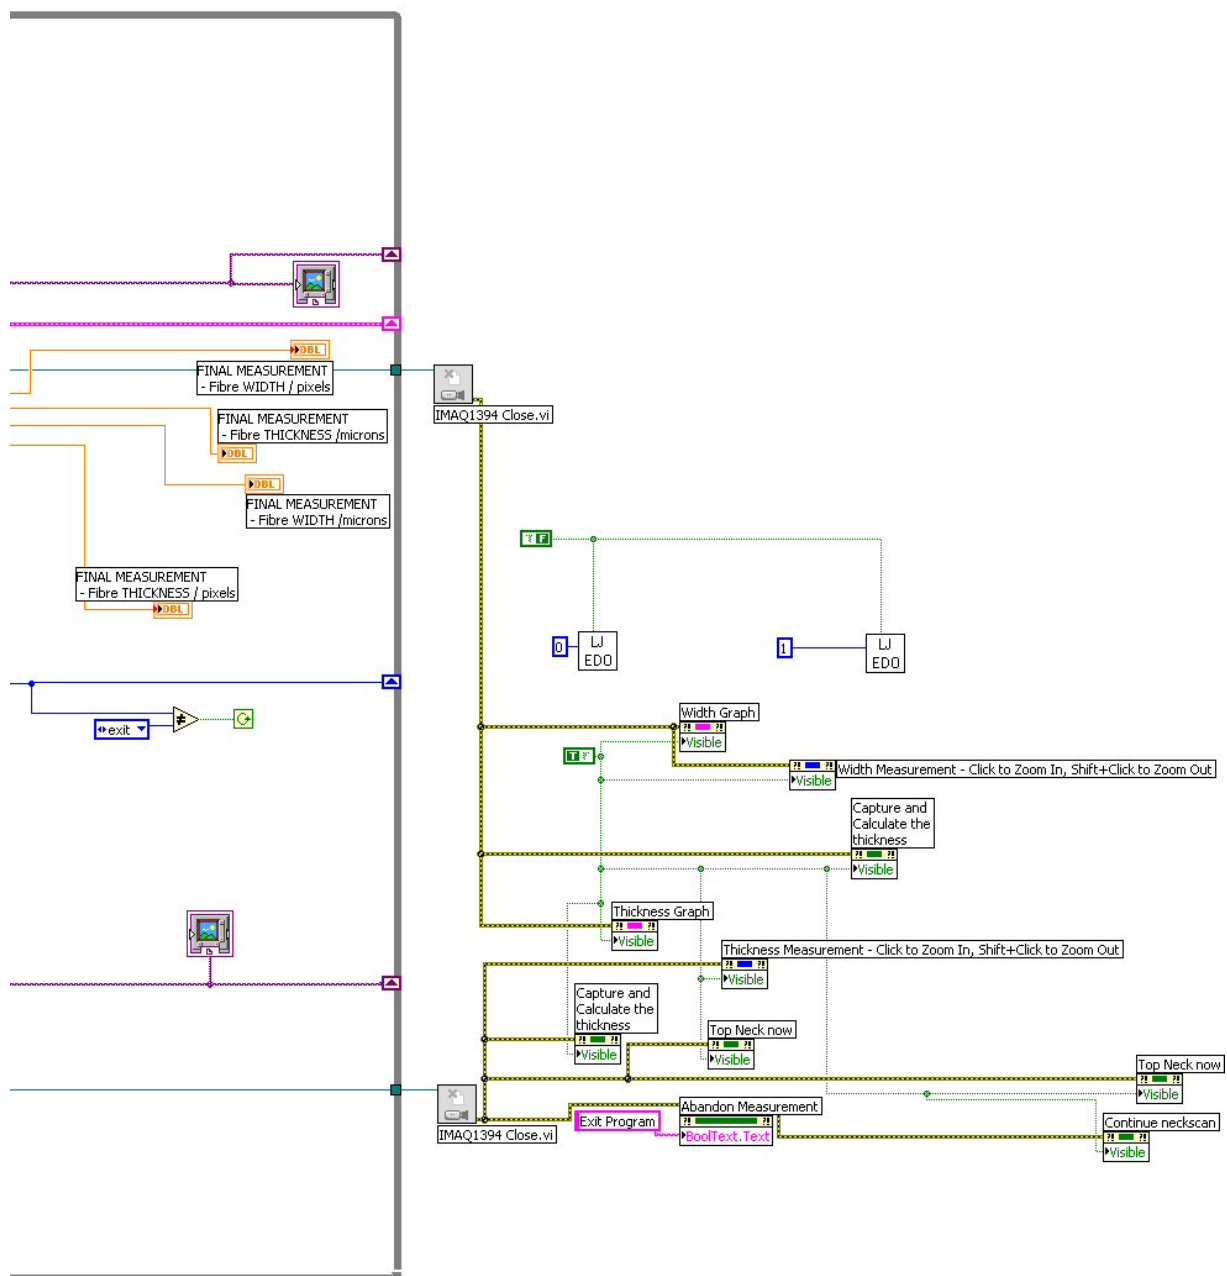 DBL
FINAL MEASUREMENT
- Fibre WIDTH / pixels
IMAQ1394 Close.vi
FINAL MEASUREMENT
- Fibre THICKNESS /microns
DBL
DBL
FINAL MEASUREMENT
- Fibre WIDTH /microns
F
FINAL MEASUREMENT
- Fibre THICKNESS / pixels
DBL
0
LJ
EDO
1
LJ
EDO
exit
≠
Width Graph
?! ?!
Visible
T
?! ?!
Width Measurement - Click to Zoom In, Shift+Click to Zoom Out
Visible
Capture and
Calculate the
thickness
?! ?!
Visible
Thickness Graph
?! ?!
Visible
Thickness Measurement - Click to Zoom In, Shift+Click to Zoom Out
?! ?!
Visible
Capture and
Calculate the
thickness
?! ?!
Visible
Top Neck now
?! ?!
Visible
Top Neck now
?! ?!
Visible
IMAQ1394 Close.vi
Exit Program
Abandon Measurement
?! ?!
BoolText.Text
Continue neckscan
?! ?!
Visible